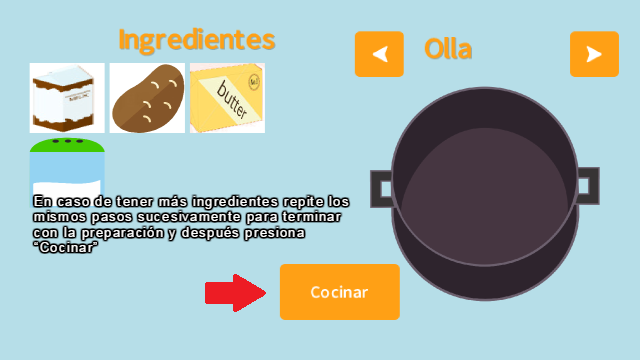 Ingredientes
Olla
butter
En caso de tener más ingredientes repite los
mismos pasos sucesivamente para terminar
con la preparación y después presiona
“Cocinar”
Cocinar